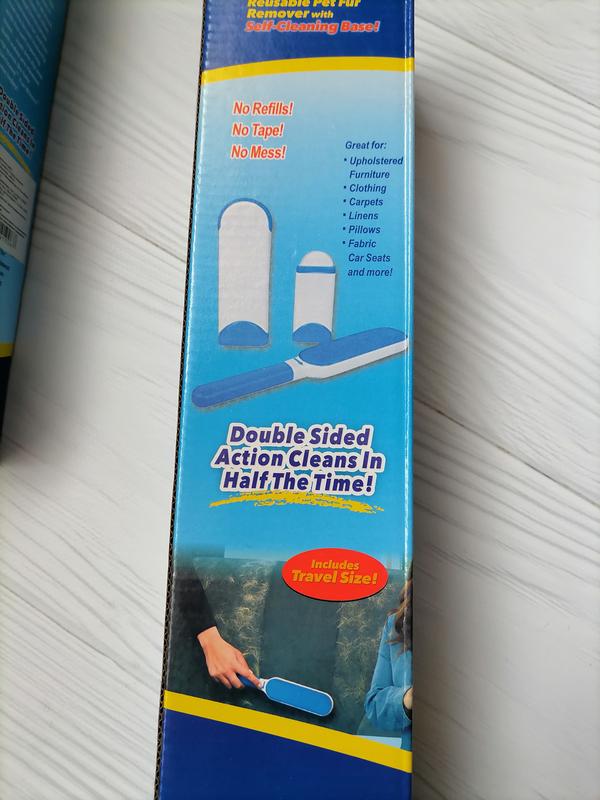 Reusable Pet Fur
Remover with
Self-Cleaning Base!
No Refills!
No Tape!
No Mess!
Great for:
• Upholstered
Furniture
• Clothing
• Carpets
• Linens
• Pillows
• Fabric
Car Seats
and more!
Double Sided
Action Cleans In
Half The Time!
Includes
Travel Size!
Double Sided